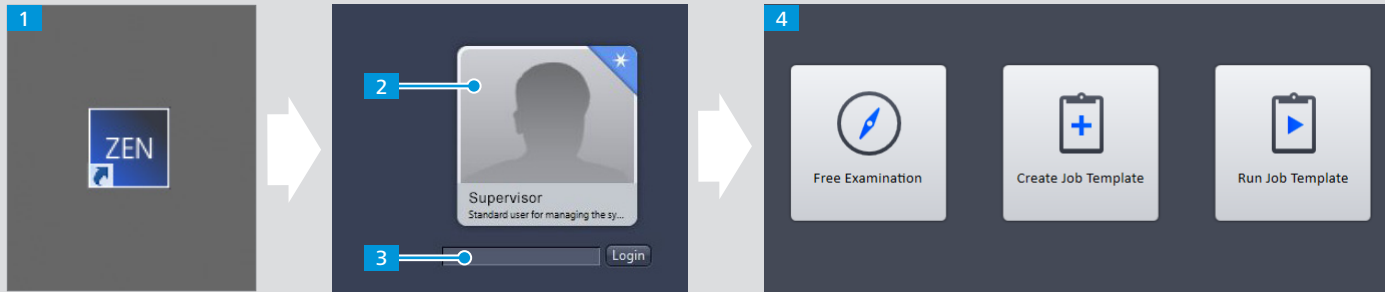 1
ZEN
2
Supervisor
Standard user for managing the sy...
3
Login
4
Free Examination
Create Job Template
Run Job Template